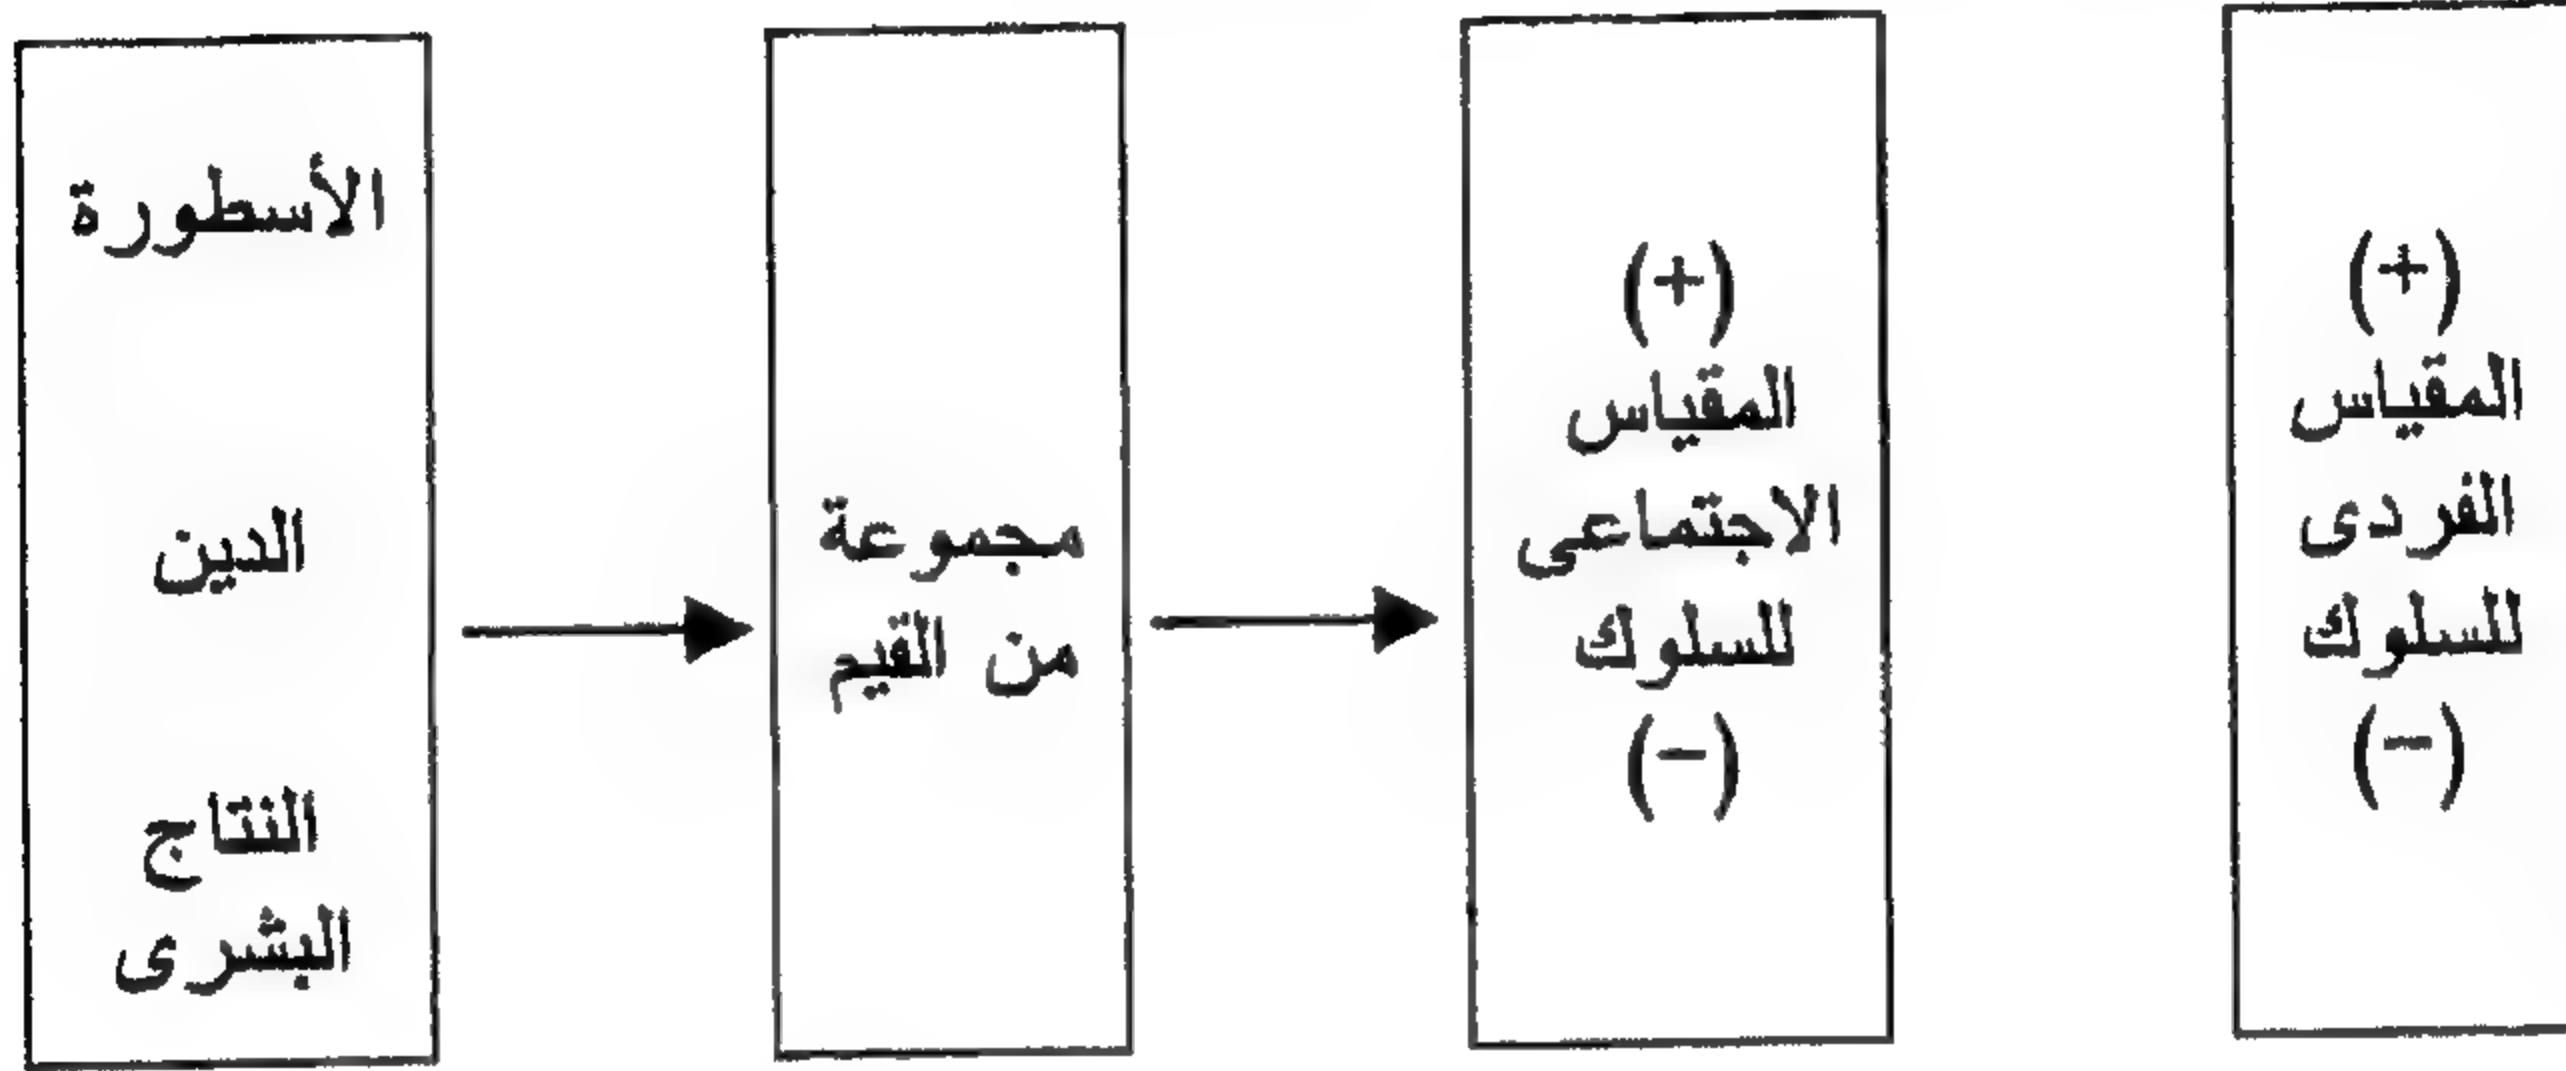 الأسطورة
الدين
النتاج
البشرى
مجموعة
من القيم
(+)
المقياس
الاجتماعى
للسلوك
(-)
(+)
المقياس
الفردى
للسلوك
(-)